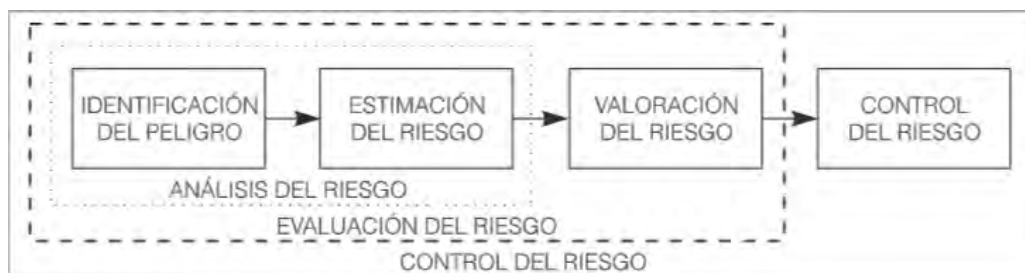 IDENTIFICACIÓN
DEL PELIGRO
ESTIMACIÓN
DEL RIESGO
VALORACIÓN
DEL RIESGO
CONTROL
DEL RIESGO
ANÁLISIS DEL RIESGO
EVALUACIÓN DEL RIESGO
CONTROL DEL RIESGO